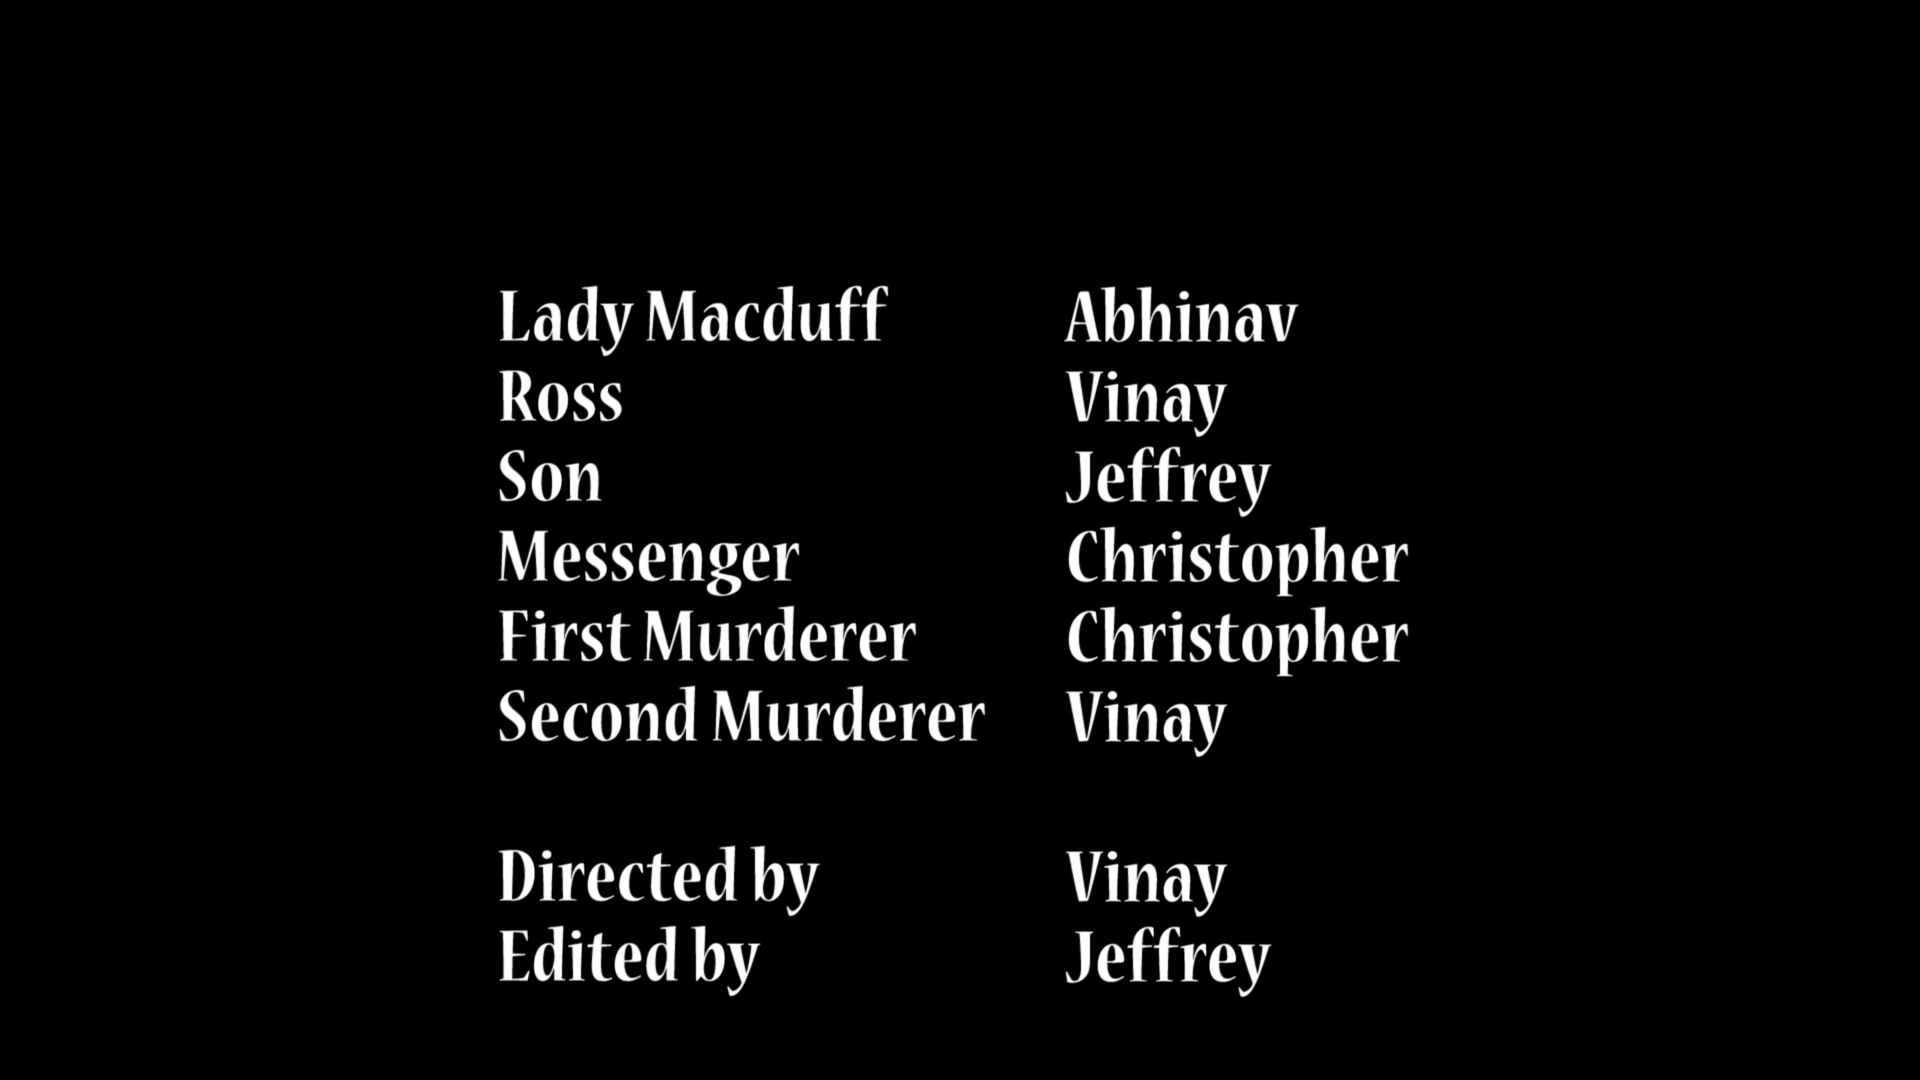 Lady Macduff Abhinav
Ross Vinay
Son Jeffrey
Messenger Christopher
First Murderer Christopher
Second Murderer Vinay
Directed by Vinay
Edited by Jeffrey